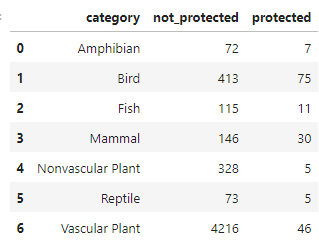 category not_protected protected
0 Amphibian 72 7
1 Bird 413 75
2 Fish 115 11
3 Mammal 146 30
4 Nonvascular Plant 328 5
5 Reptile 73 5
6 Vascular Plant 4216 46